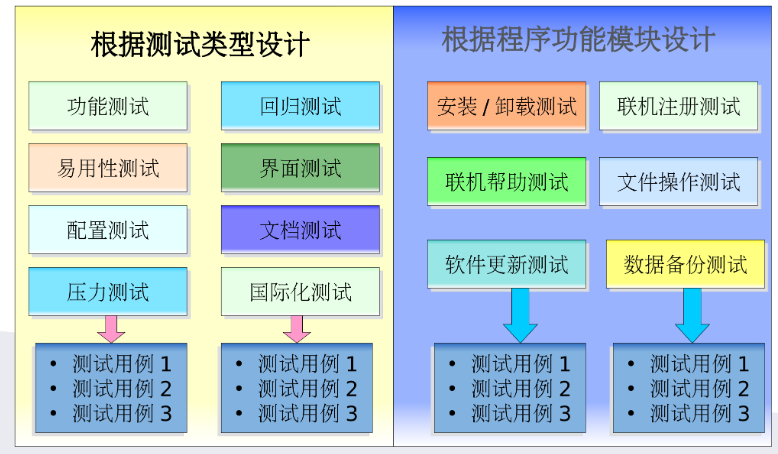 根据测试类型设计
功能测试
回归测试
易用性测试
界面测试
配置测试
文档测试
压力测试
国际化测试
• 测试用例 1
• 测试用例 2
• 测试用例 3
• 测试用例 1
• 测试用例 2
• 测试用例 3
根据程序功能模块设计
安装 / 卸载测试
联机注册测试
联机帮助测试
文件操作测试
软件更新测试
数据备份测试
• 测试用例 1
• 测试用例 2
• 测试用例 3
• 测试用例 1
• 测试用例 2
• 测试用例 3